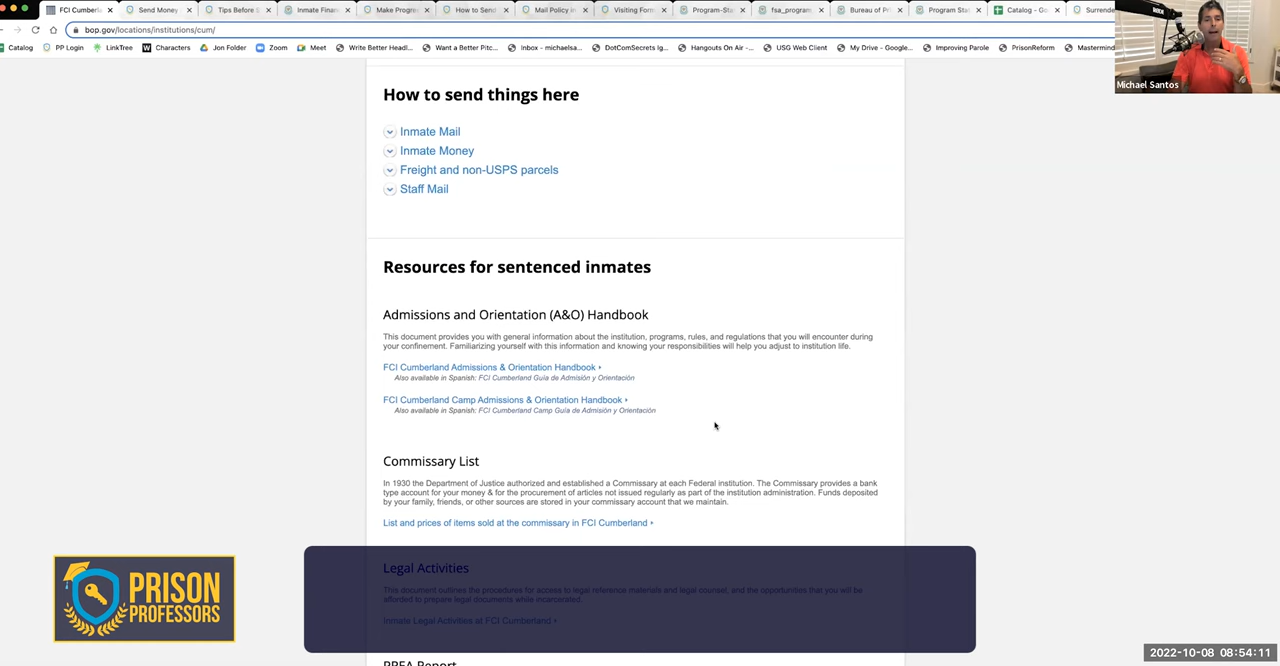 FCI Cumberl
Send Money
Tips Before
Inmate Finan
Make Progre
How to Send
Mail Policy
Visiting Form
Program-Sta
fsa_program
Bureau of Pri
Program Stat
Catalog - Go
Surrende
bop.gov/locations/institutions/cum/
Catalog
PP Login
LinkTree
Characters
Jon Folder
Zoom
Meet
Write Better Headl...
Want a Better Pitc...
Inbox - michaelsa...
DotComSecrets Ig...
Hangouts On Air -...
USG Web Client
My Drive - Google...
Improving Parole
PrisonReform
Mastermind
Michael Santos
How to send things here
Inmate Mail
Inmate Money
Freight and non-USPS parcels
Staff Mail
Resources for sentenced inmates
Admissions and Orientation (A&O) Handbook
This document provides you with general information about the institution, programs, rules, and regulations that you will encounter during
your confinement. Familiarizing yourself with this information and knowing your responsibilities will help you adjust to institution life.
FCI Cumberland Admissions & Orientation Handbook
Also available in Spanish: FCI Cumberland Guía de Admisión y Orientación
FCI Cumberland Camp Admissions & Orientation Handbook
Also available in Spanish: FCI Cumberland Camp Guía de Admisión y Orientación
Commissary List
In 1930 the Department of Justice authorized and established a Commissary at each Federal institution. The Commissary provides a bank
type account for your money & for the procurement of articles not issued regularly as part of the institution administration. Funds deposited
by your family, friends, or other sources are stored in your commissary account that we maintain.
List and prices of items sold at the commissary in FCI Cumberland
Legal Activities
This document outlines the procedures for access to legal reference materials and legal counsel, and the opportunities that you will be
afforded to prepare legal documents while incarcerated.
Inmate Legal Activities at FCI Cumberland
PREA Report
PRISON
PROFESSORS
2022-10-08 08:54:11